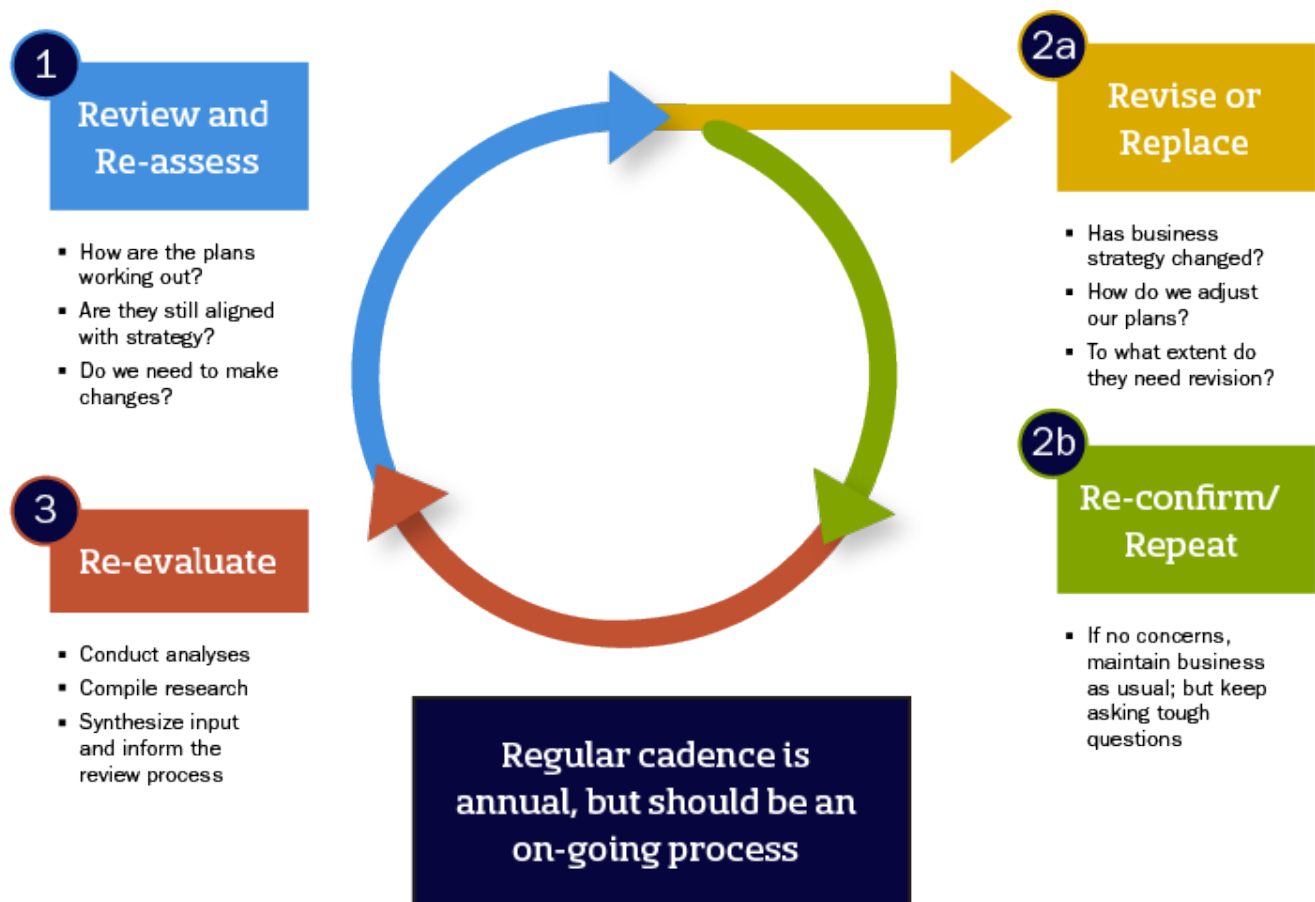 1
Review and
Re-assess
▪ How are the plans
working out?
▪ Are they still aligned
with strategy?
▪ Do we need to make
changes?
2a
Revise or
Replace
▪ Has business
strategy changed?
▪ How do we adjust
our plans?
▪ To what extent do
they need revision?
2b
Re-confirm/
Repeat
▪ If no concerns,
maintain business
as usual; but keep
asking tough
questions
3
Re-evaluate
▪ Conduct analyses
▪ Compile research
▪ Synthesize input
and inform the
review process
Regular cadence is
annual, but should be an
on-going process